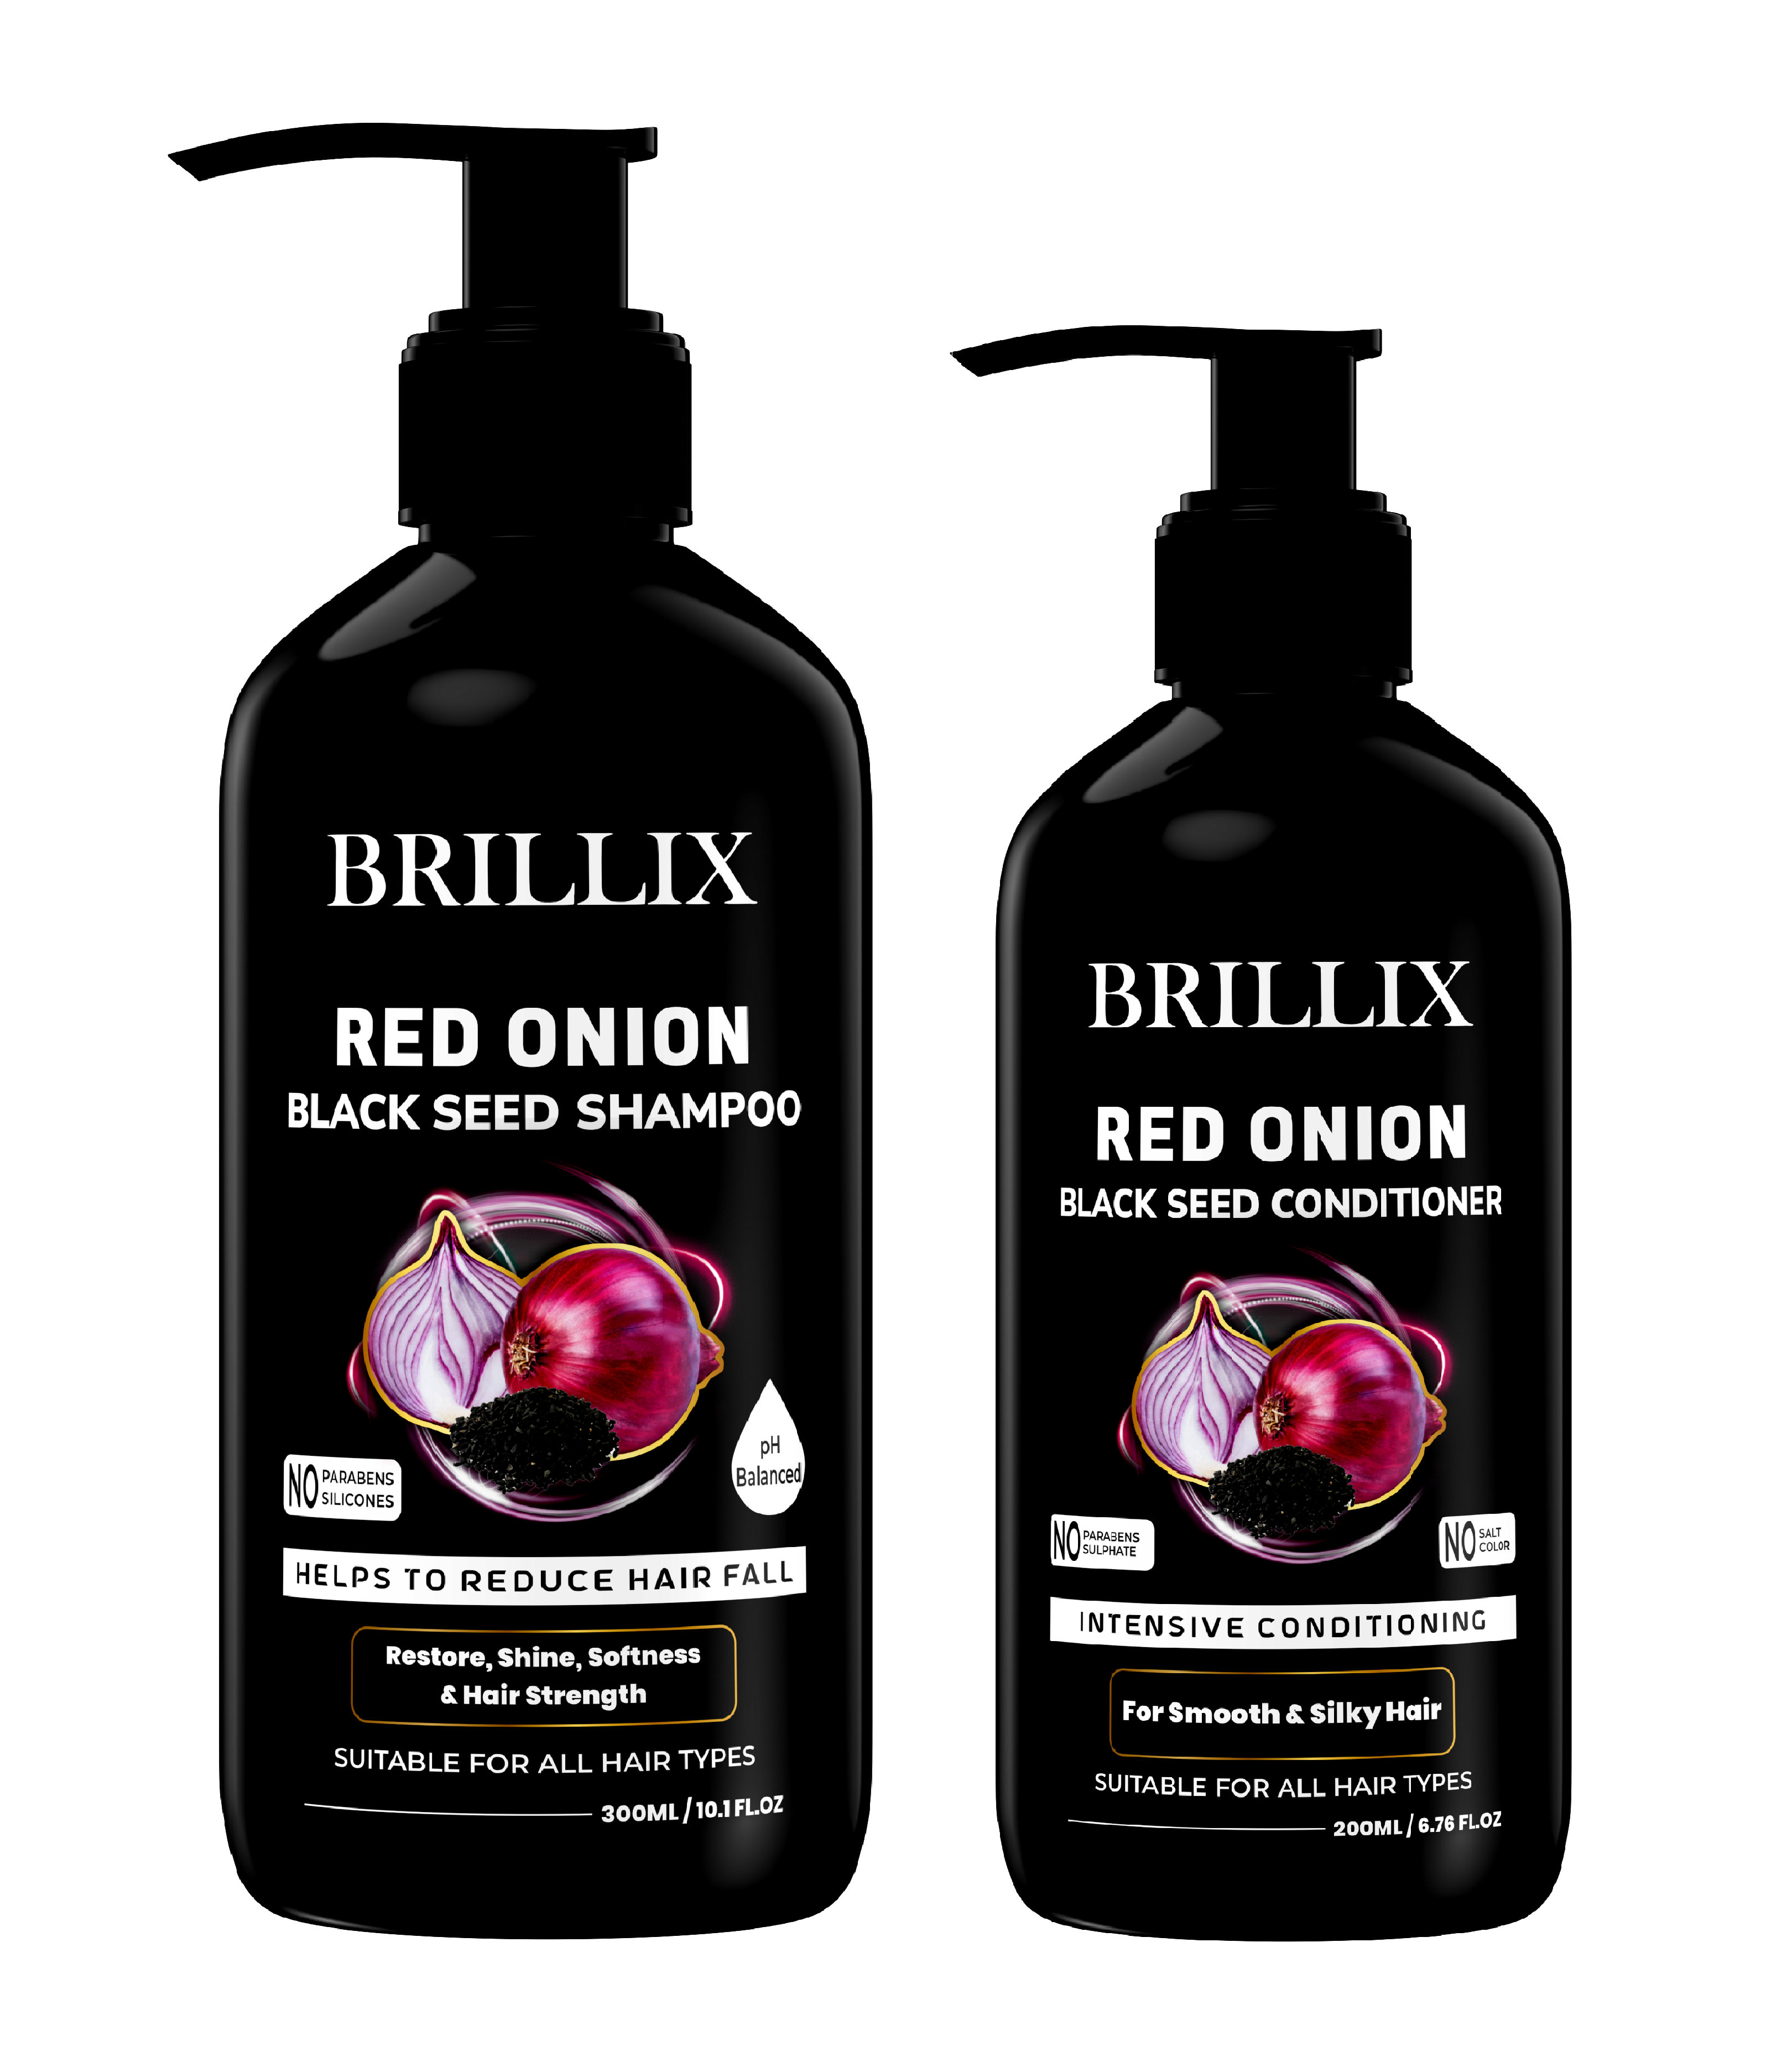 BRILLIX
RED ONION
BLACK SEED SHAMPOO
NO PARABENS
SILICONES
pH
Balanced
HELPS TO REDUCE HAIR FALL
Restore, Shine, Softness
& Hair Strength
SUITABLE FOR ALL HAIR TYPES
300ML / 10.1 FL.OZ
BRILLIX
RED ONION
BLACK SEED CONDITIONER
NO PARABENS
SULPHATE
NO SALT
COLOR
INTENSIVE CONDITIONING
For Smooth & Silky Hair
SUITABLE FOR ALL HAIR TYPES
200ML / 6.76 FL.OZ